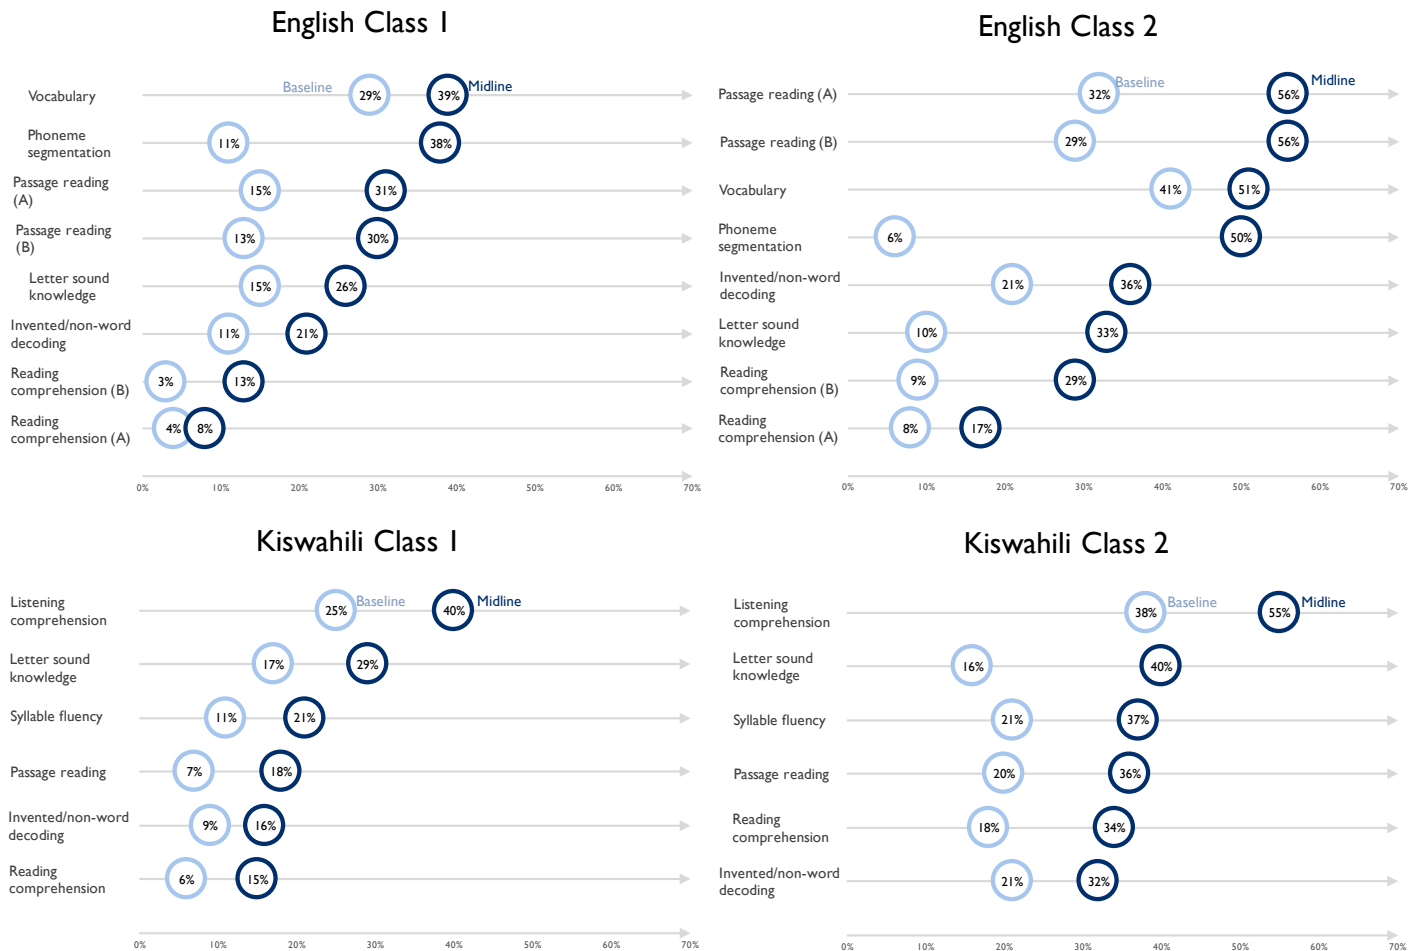 English Class 1
Baseline
Midline
Vocabulary
29%
39%
Phoneme
segmentation
11%
38%
Passage reading
(A)
15%
31%
Passage reading
(B)
13%
30%
Letter sound
knowledge
15%
26%
Invented/non-word
decoding
11%
21%
Reading
comprehension (B)
3%
13%
Reading
comprehension (A)
4%
8%
0% 10% 20% 30% 40% 50% 60% 70%
English Class 2
Baseline
Midline
Passage reading (A)
32%
56%
Passage reading (B)
29%
56%
Vocabulary
41%
51%
Phoneme
segmentation
6%
50%
Invented/non-word
decoding
21%
36%
Letter sound
knowledge
10%
33%
Reading
comprehension (B)
9%
29%
Reading
comprehension (A)
8%
17%
0% 10% 20% 30% 40% 50% 60% 70%
Kiswahili Class 1
Listening
comprehension
25%
Baseline
40%
Midline
Letter sound
knowledge
17%
29%
Syllable fluency
11%
21%
Passage reading
7%
18%
Invented/non-word
decoding
9%
16%
Reading
comprehension
6%
15%
0% 10% 20% 30% 40% 50% 60% 70%
Kiswahili Class 2
Listening
comprehension
38%
Baseline
55%
Midline
Letter sound
knowledge
16%
40%
Syllable fluency
21%
37%
Passage reading
20%
36%
Reading
comprehension
18%
34%
Invented/non-word
decoding
21%
32%
0% 10% 20% 30% 40% 50% 60% 70%